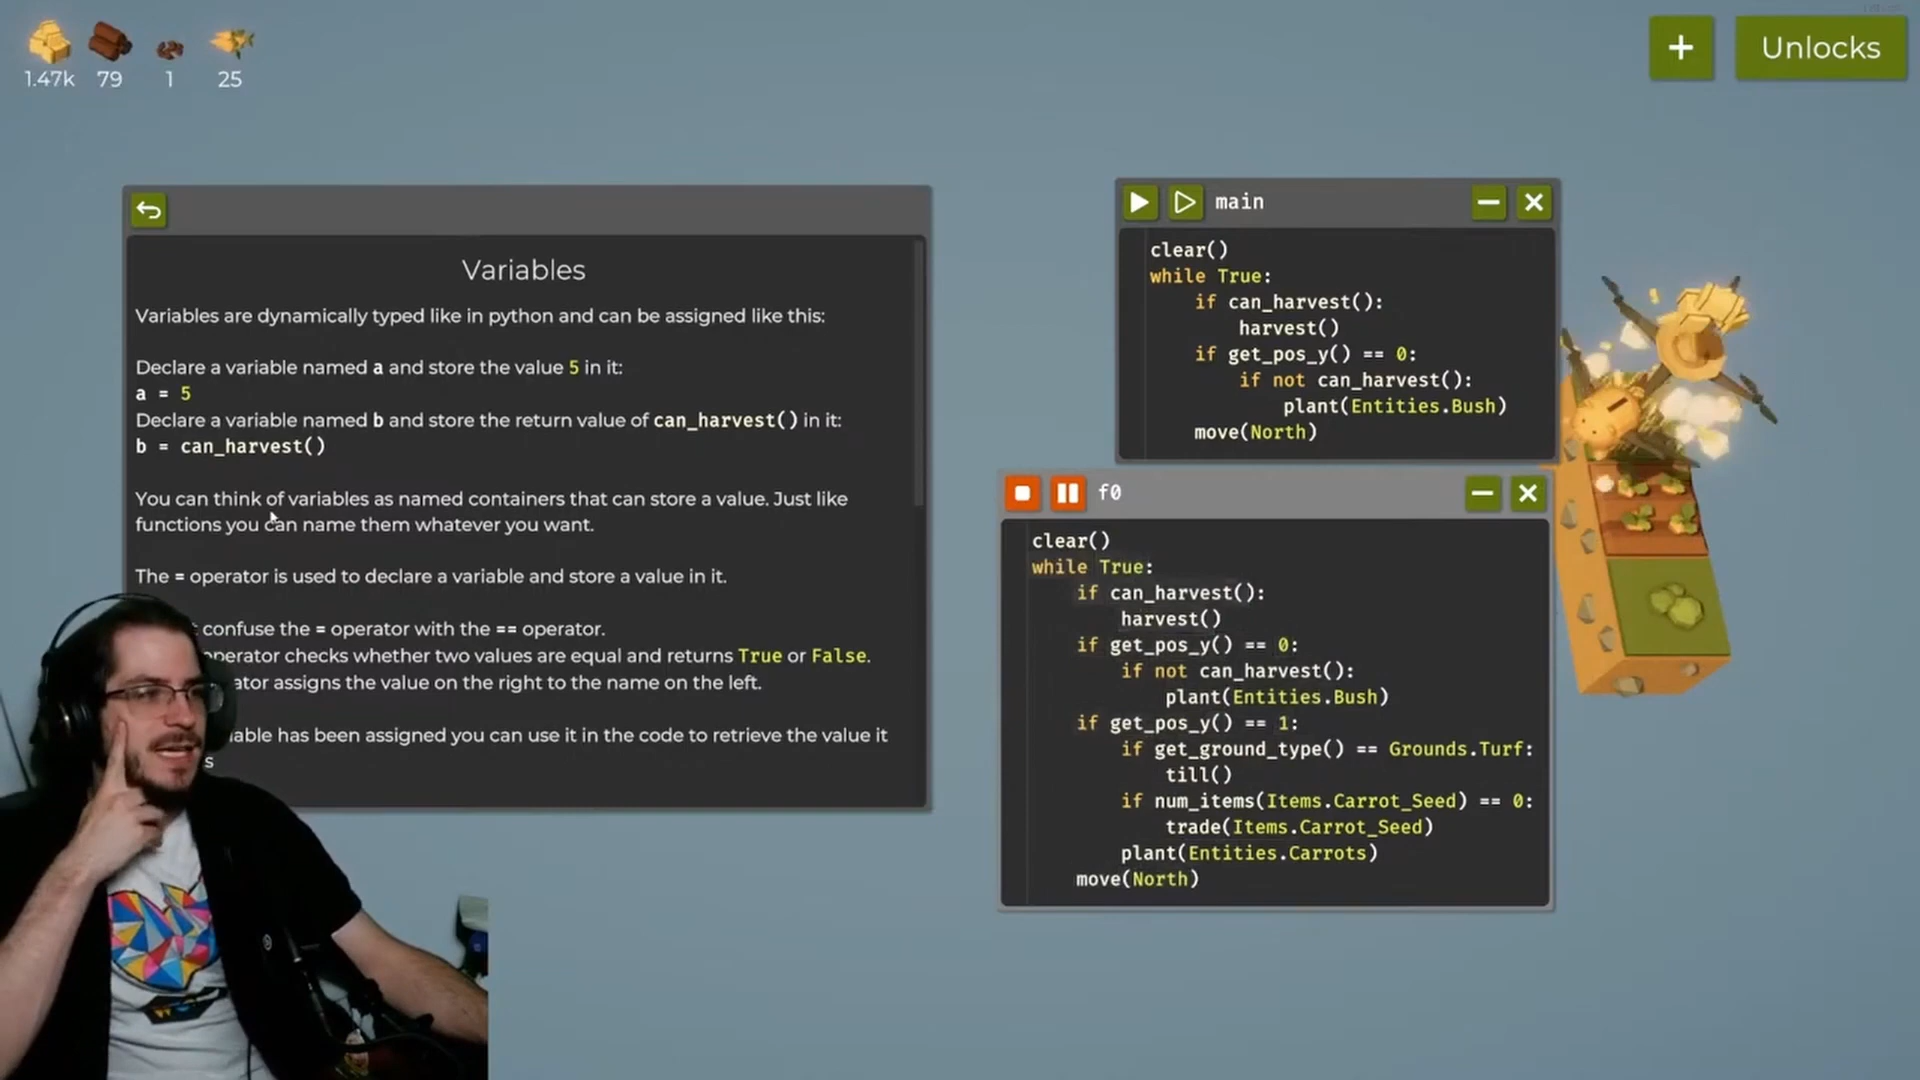 1.47k 79 1 25
+ Unlocks
Variables
Variables are dynamically typed like in python and can be assigned like this:
Declare a variable named a and store the value 5 in it:
a = 5
Declare a variable named b and store the return value of can_harvest() in it:
b = can_harvest()
You can think of variables as named containers that can store a value. Just like
functions you can name them whatever you want.
The = operator is used to declare a variable and store a value in it.
confuse the = operator with the == operator.
operator checks whether two values are equal and returns True or False.
assigns the value on the right to the name on the left.
has been assigned you can use it in the code to retrieve the value it
main
clear()
while True:
if can_harvest():
harvest()
if get_pos_y() == 0:
if not can_harvest():
plant(Entities.Bush)
move(North)
f0
clear()
while True:
if can_harvest():
harvest()
if get_pos_y() == 0:
if not can_harvest():
plant(Entities.Bush)
if get_pos_y() == 1:
if get_ground_type() == Grounds.Turf:
till()
if num_items(Items.Carrot_Seed) == 0:
trade(Items.Carrot_Seed)
plant(Entities.Carrots)
move(North)